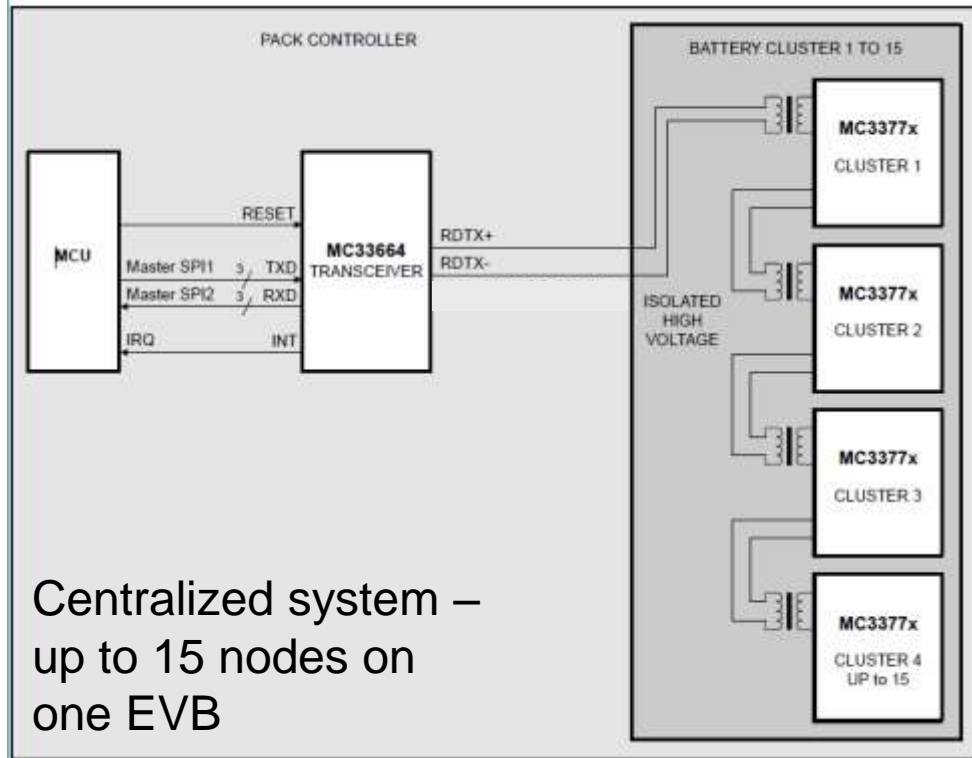 PACK CONTROLLER
BATTERY CLUSTER 1 TO 15
MC3377x
CLUSTER 1
RESET
MCU
MC33664
TRANSCEIVER
RDTX+
RDTX-
Master SPI1 3 TXD
Master SPI2 3 RXD
IRQ INT
ISOLATED
HIGH
VOLTAGE
MC3377x
CLUSTER 2
MC3377x
CLUSTER 3
MC3377x
CLUSTER 4
UP to 15
Centralized system –
up to 15 nodes on
one EVB